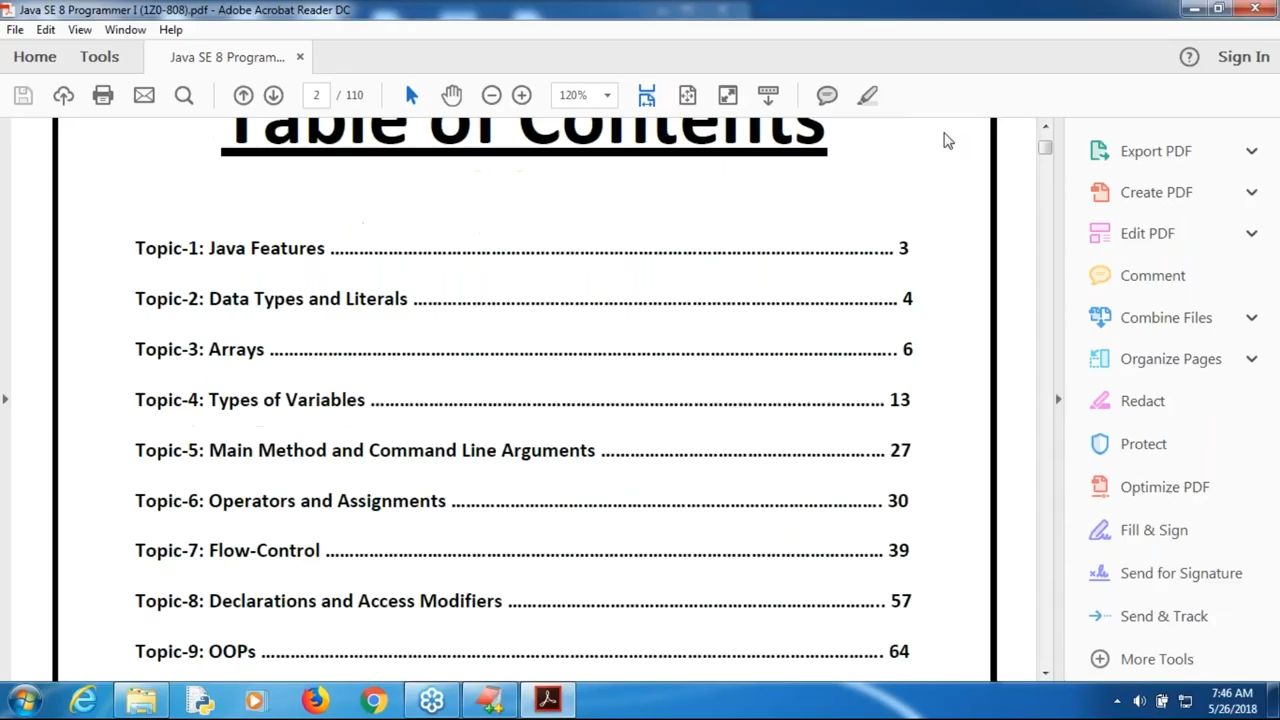 Java SE 8 Programmer I (1Z0-808).pdf - Adobe Acrobat Reader DC
File Edit View Window Help
Home Tools Java SE 8 Program... × Sign In
2 / 110 120%
Table of Contents
Topic-1: Java Features ………………………………………………………………………………………………….… 3
Topic-2: Data Types and Literals …………………………………………………………………………………… 4
Topic-3: Arrays ……………………………………………………………………………………………………………….. 6
Topic-4: Types of Variables ……………………………………………………………………………………………… 13
Topic-5: Main Method and Command Line Arguments ……………………………………………….… 27
Topic-6: Operators and Assignments ………………………………………………………………………………. 30
Topic-7: Flow-Control ……………………………………………………………………………………………………… 39
Topic-8: Declarations and Access Modifiers …………………………………………………………………….. 57
Topic-9: OOPs …………………………………………………………………………………………………………………. 64
Export PDF
Create PDF
Edit PDF
Comment
Combine Files
Organize Pages
Redact
Protect
Optimize PDF
Fill & Sign
Send for Signature
Send & Track
More Tools
7:46 AM
5/26/2018